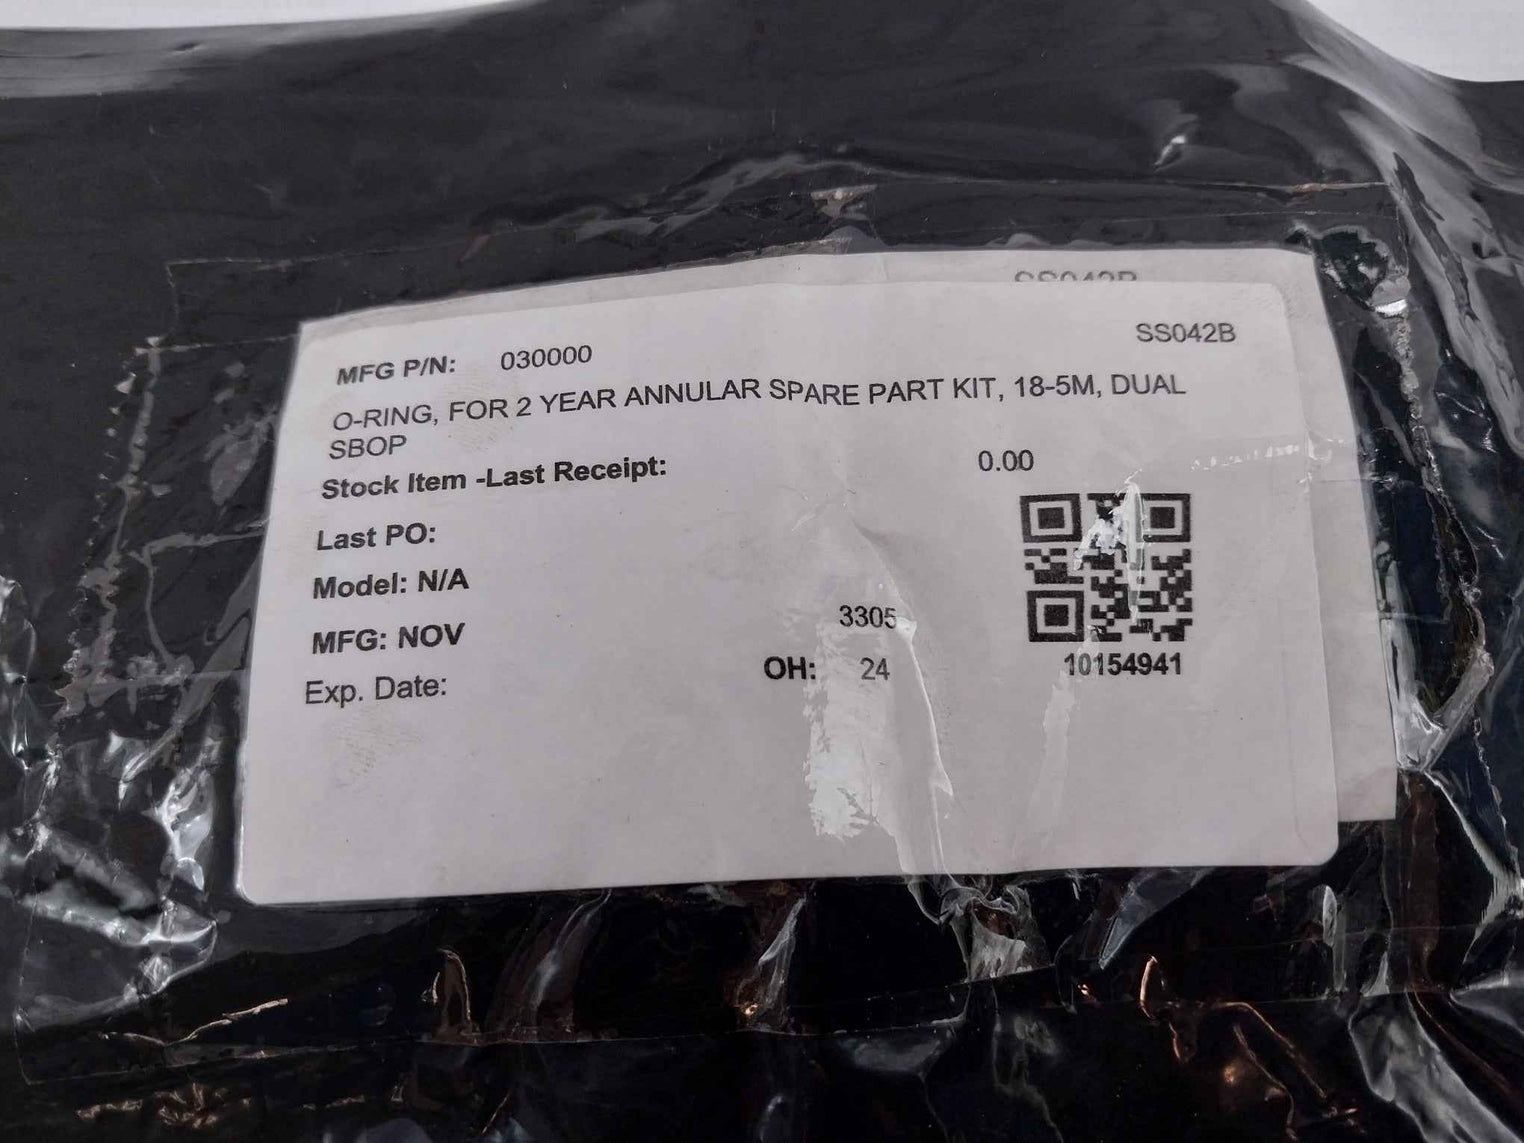 SS042B
SS042B
MFG P/N: 030000
O-RING, FOR 2 YEAR ANNULAR SPARE PART KIT, 18-5M, DUAL
SBOP
Stock Item -Last Receipt: 0.00
Last PO:
Model: N/A
MFG: NOV 3305
Exp. Date: OH: 24
10154941